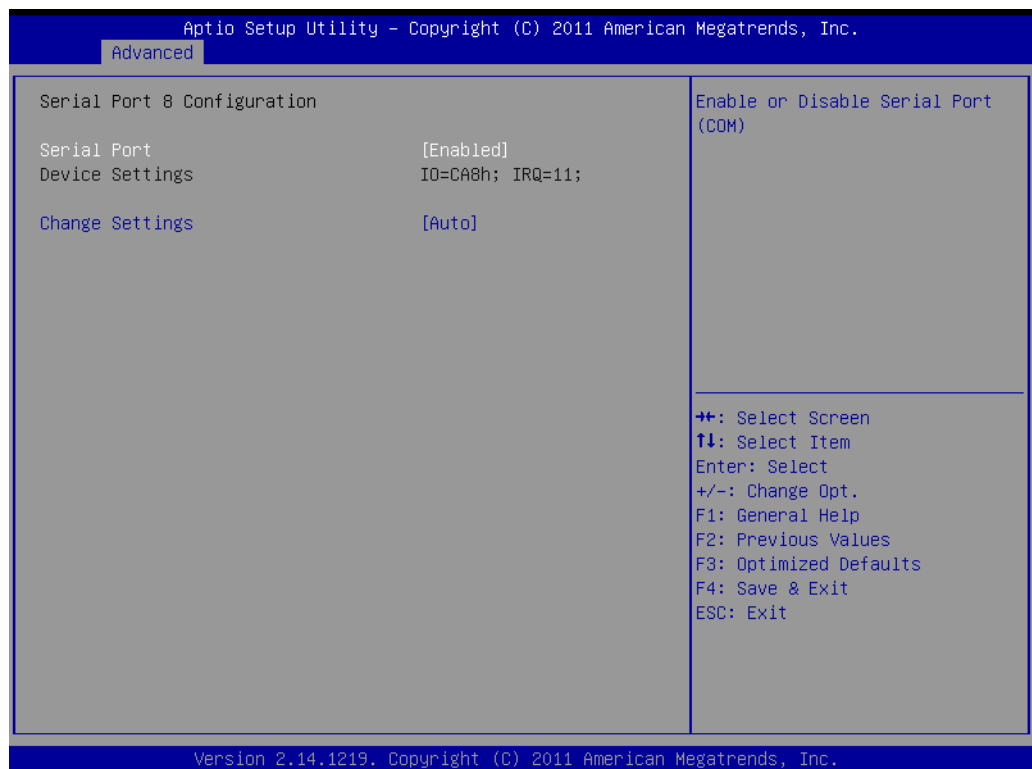 Aptio Setup Utility – Copyright (C) 2011 American Megatrends, Inc.
Advanced
Serial Port 8 Configuration
Serial Port [Enabled]
Device Settings IO=CA8h; IRQ=11;
Change Settings [Auto]
Enable or Disable Serial Port
(COM)
→←: Select Screen
↑↓: Select Item
Enter: Select
+/-: Change Opt.
F1: General Help
F2: Previous Values
F3: Optimized Defaults
F4: Save & Exit
ESC: Exit
Version 2.14.1219. Copyright (C) 2011 American Megatrends, Inc.